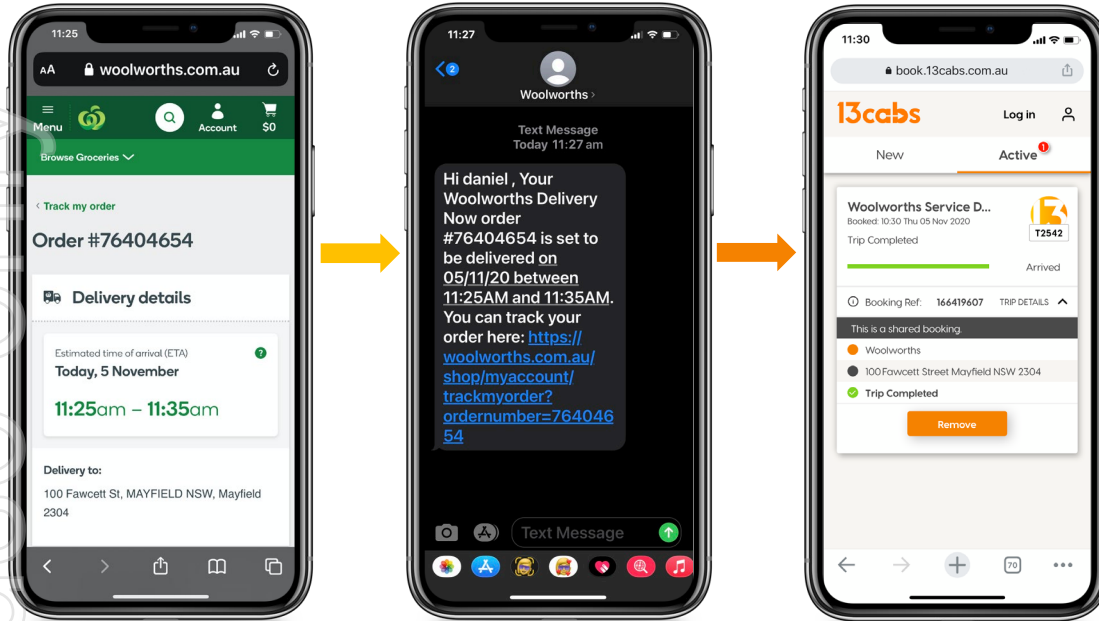 11:25
AA woolworths.com.au
Menu
Account
$0
Browse Groceries
Track my order
Order #76404654
Delivery details
Estimated time of arrival (ETA)
?
Today, 5 November
11:25am – 11:35am
Delivery to:
100 Fawcett St, MAYFIELD NSW, Mayfield
2304
11:27
2
Woolworths >
Text Message
Today 11:27 am
Hi daniel , Your
Woolworths Delivery
Now order
#76404654 is set to
be delivered on
05/11/20 between
11:25AM and 11:35AM.
You can track your
order here: https://
woolworths.com.au/
shop/myaccount/
trackmyorder?
ordernumber=764046
54
Text Message
11:30
book.13cabs.com.au
13cabs
Log in
New
Active
1
Woolworths Service D...
Booked: 10:30 Thu 05 Nov 2020
Trip Completed
13
T2542
Arrived
Booking Ref: 166419607 TRIP DETAILS
This is a shared booking.
Woolworths
100 Fawcett Street Mayfield NSW 2304
Trip Completed
Remove
70